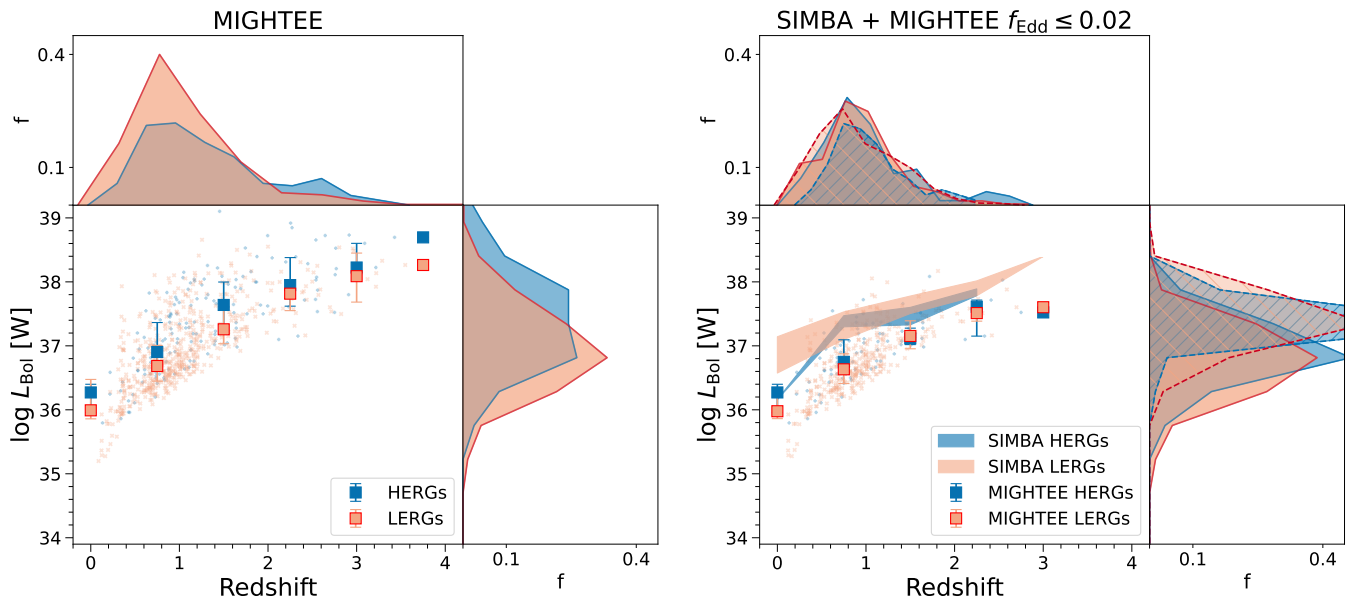 MIGHTEE
SIMBA + MIGHTEE f_Edd ≤ 0.02
0.4
f
0.1
0.4
f
0.1
39
38
37
36
35
34
log L_Bol [W]
HERGs
LERGs
0
1
2
3
4
Redshift
0.1
0.4
f
39
38
37
36
35
34
log L_Bol [W]
SIMBA HERGs
SIMBA LERGs
MIGHTEE HERGs
MIGHTEE LERGs
0
1
2
3
4
Redshift
0.1
0.4
f